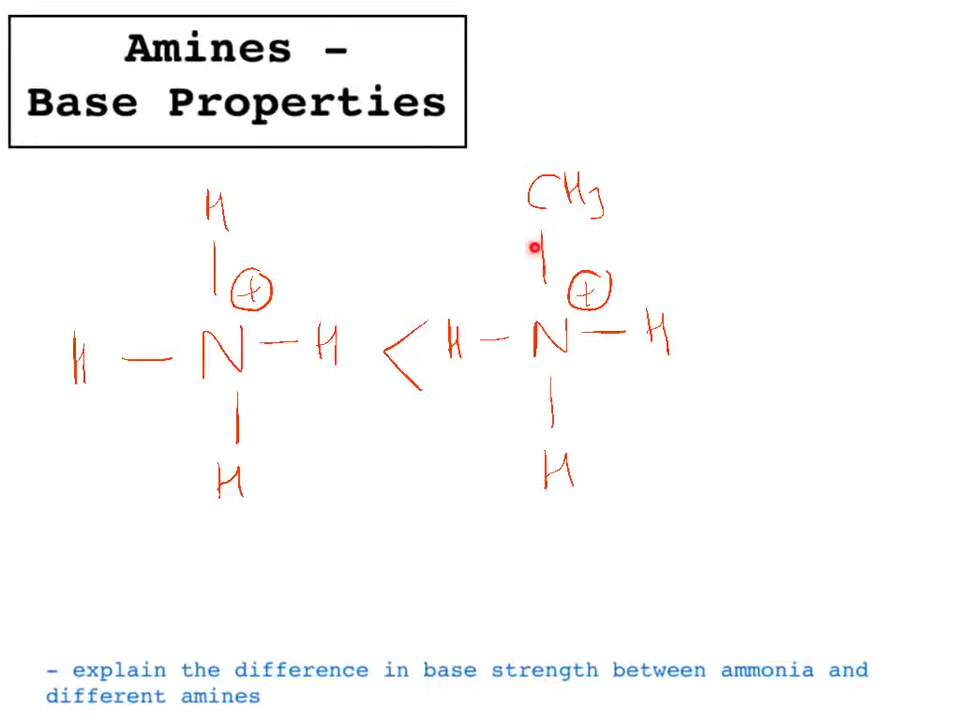 Amines –
Base Properties
H
CH3
+
+
H – N – H < H – N – H
H
H
– explain the difference in base strength between ammonia and
different amines